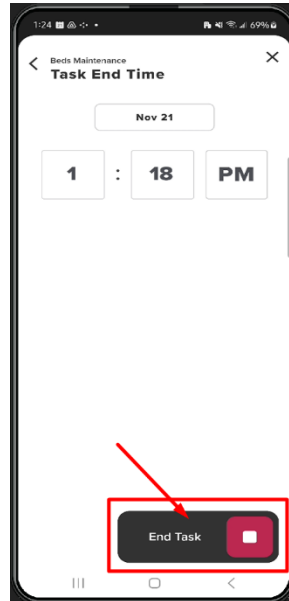 1:24 69%
Beds Maintenance
Task End Time
Nov 21
1 : 18 PM
End Task